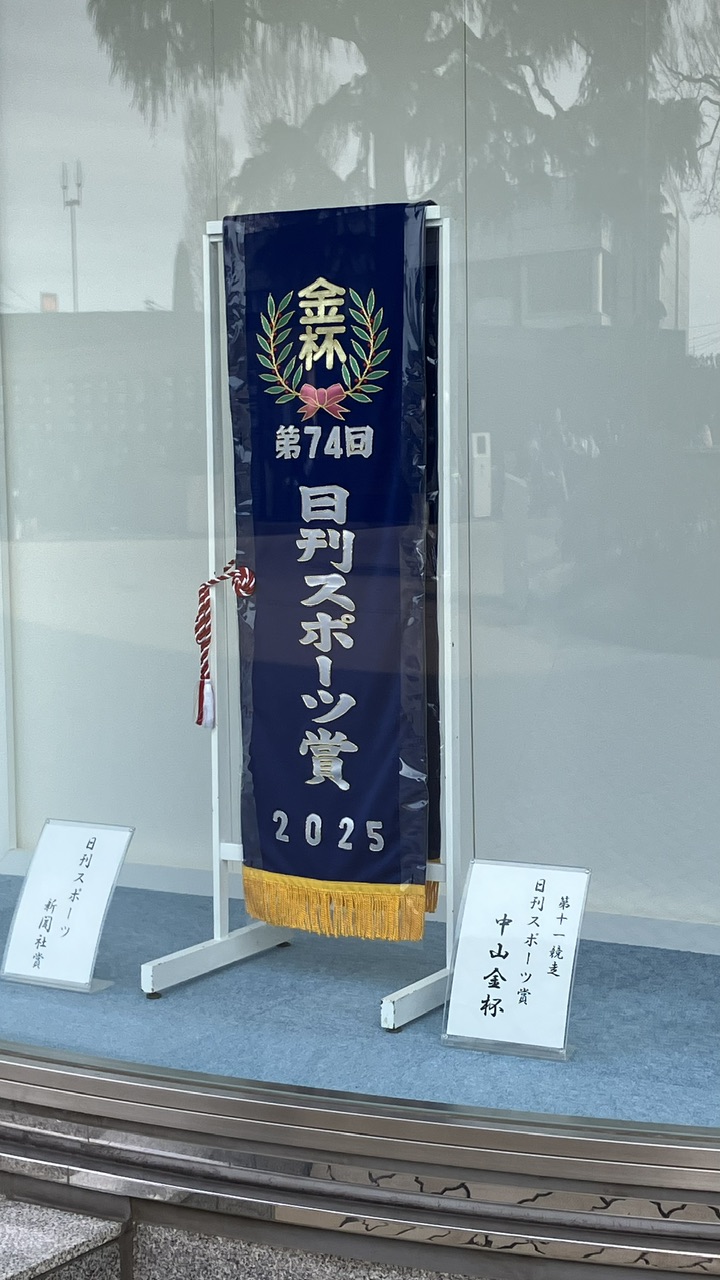 金杯
第74回
日刊スポーツ賞
2025
日刊スポーツ
新聞社賞
第十一競走
日刊スポーツ賞
中山金杯